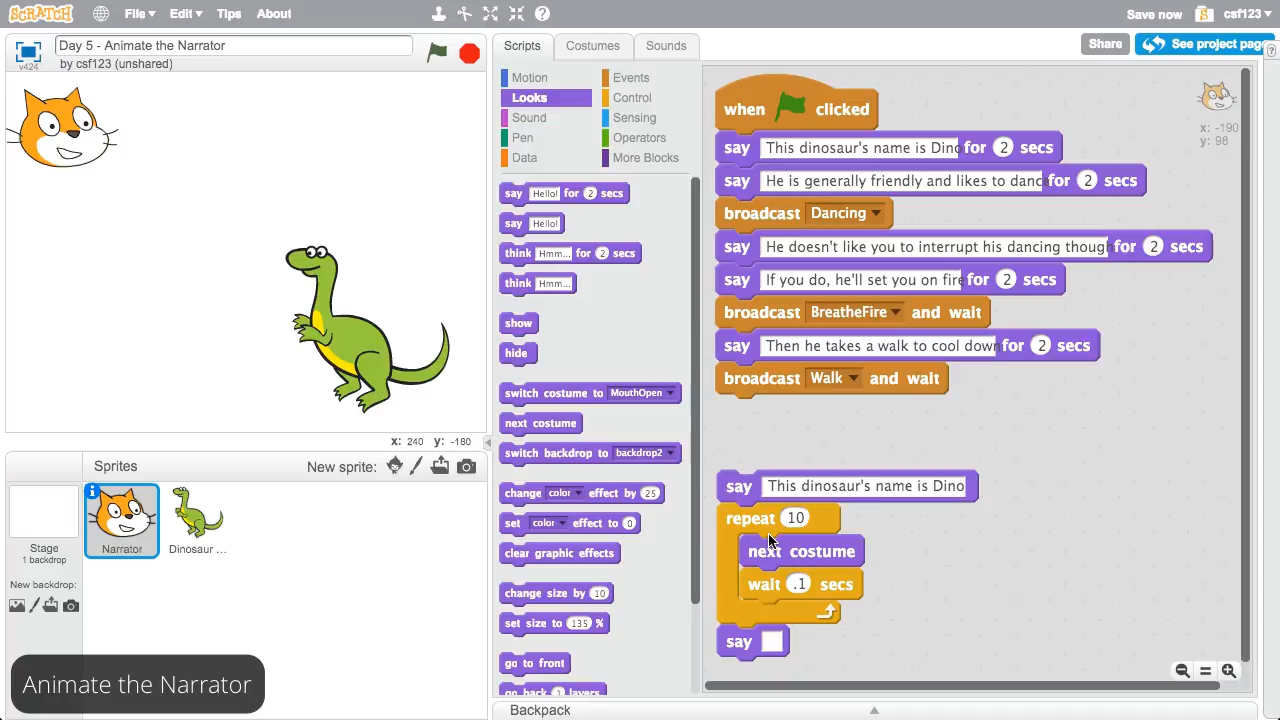 SCRATCH File Edit Tips About Save now csf123
v424
Day 5 - Animate the Narrator
by csf123 (unshared)
Scripts Costumes Sounds
Share See project page
Motion Events
Looks Control
Sound Sensing
Pen Operators
Data More Blocks
say Hello! for 2 secs
say Hello!
think Hmm... for 2 secs
think Hmm...
show
hide
switch costume to MouthOpen
next costume
switch backdrop to backdrop2
change color effect by 25
set color effect to 0
clear graphic effects
change size by 10
set size to 135 %
go to front
go back 1 layers
when clicked
say This dinosaur's name is Dino for 2 secs
say He is generally friendly and likes to danc for 2 secs
broadcast Dancing
say He doesn't like you to interrupt his dancing though for 2 secs
say If you do, he'll set you on fire for 2 secs
broadcast BreatheFire and wait
say Then he takes a walk to cool down for 2 secs
broadcast Walk and wait
say This dinosaur's name is Dino
repeat 10
next costume
wait .1 secs
say
x: -190
y: 98
x: 240 y: -180
Sprites New sprite:
Stage
1 backdrop
New backdrop:
Narrator
Dinosaur ...
Animate the Narrator
Backpack